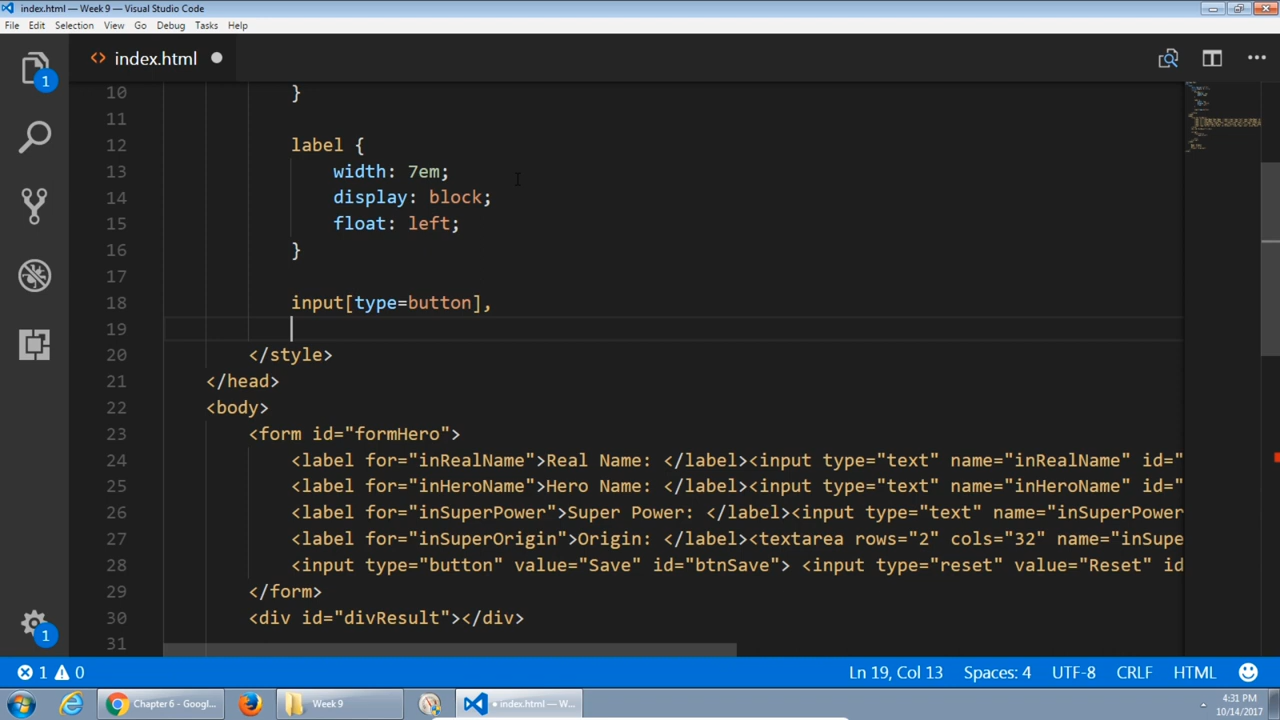 index.html — Week 9 — Visual Studio Code
File Edit Selection View Go Debug Tasks Help
index.html
1
10 }
11
12 label {
13 width: 7em;
14 display: block;
15 float: left;
16 }
17
18 input[type=button],
19
20 </style>
21 </head>
22 <body>
23 <form id="formHero">
24 <label for="inRealName">Real Name: </label><input type="text" name="inRealName" id="
25 <label for="inHeroName">Hero Name: </label><input type="text" name="inHeroName" id="
26 <label for="inSuperPower">Super Power: </label><input type="text" name="inSuperPower
27 <label for="inSuperOrigin">Origin: </label><textarea rows="2" cols="32" name="inSupe
28 <input type="button" value="Save" id="btnSave"> <input type="reset" value="Reset" id
29 </form>
30 <div id="divResult"></div>
31
1
1 0 Ln 19, Col 13 Spaces: 4 UTF-8 CRLF HTML
Chapter 6 - Googl... Week 9 index.html — W... 4:31 PM
10/14/2017